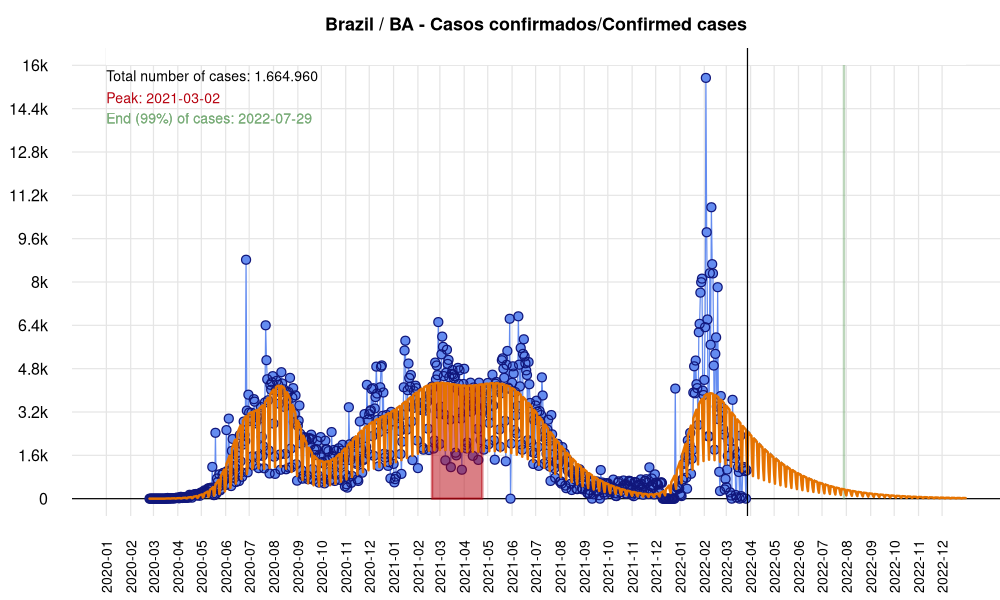 Brazil / BA - Casos confirmados/Confirmed cases
Total number of cases: 1.664.960
Peak: 2021-03-02
End (99%) of cases: 2022-07-29
16k
14.4k
12.8k
11.2k
9.6k
8k
6.4k
4.8k
3.2k
1.6k
0
2020-01
2020-02
2020-03
2020-04
2020-05
2020-06
2020-07
2020-08
2020-09
2020-10
2020-11
2020-12
2021-01
2021-02
2021-03
2021-04
2021-05
2021-06
2021-07
2021-08
2021-09
2021-10
2021-11
2021-12
2022-01
2022-02
2022-03
2022-04
2022-05
2022-06
2022-07
2022-08
2022-09
2022-10
2022-11
2022-12